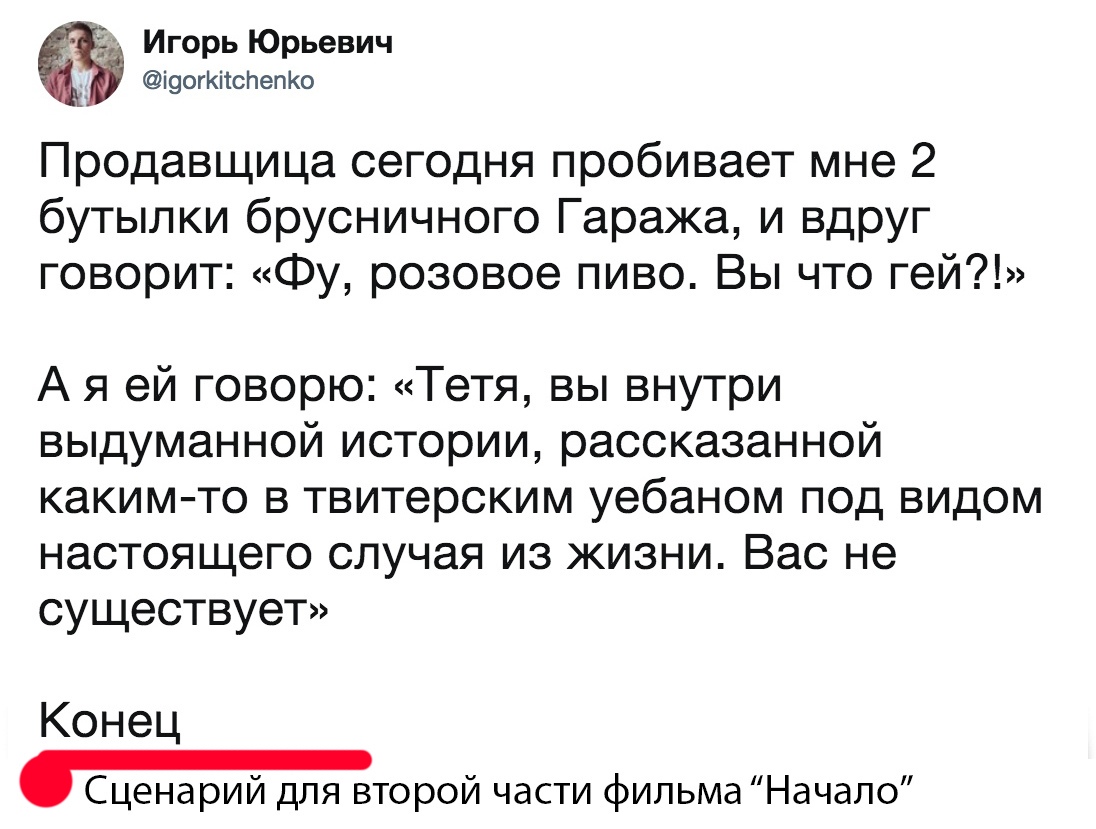 Игорь Юрьевич
@igorkitchenko
Продавщица сегодня пробивает мне 2
бутылки брусничного Гаража, и вдруг
говорит: «Фу, розовое пиво. Вы что гей?!»
А я ей говорю: «Тетя, вы внутри
выдуманной истории, рассказанной
каким-то в твитерским уебаном под видом
настоящего случая из жизни. Вас не
существует»
Конец
Сценарий для второй части фильма “Начало”